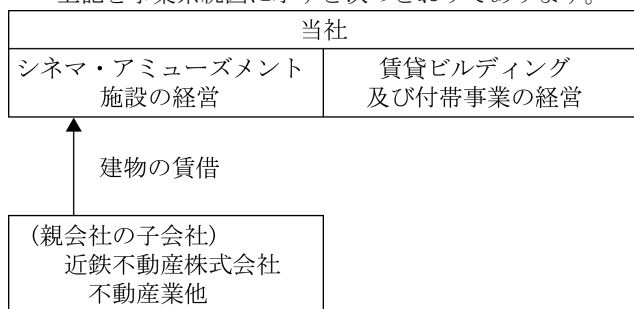 当社
シネマ・アミューズメント
施設の経営
賃貸ビルディング
及び付帯事業の経営
建物の賃借
(親会社の子会社)
近鉄不動産株式会社
不動産業他